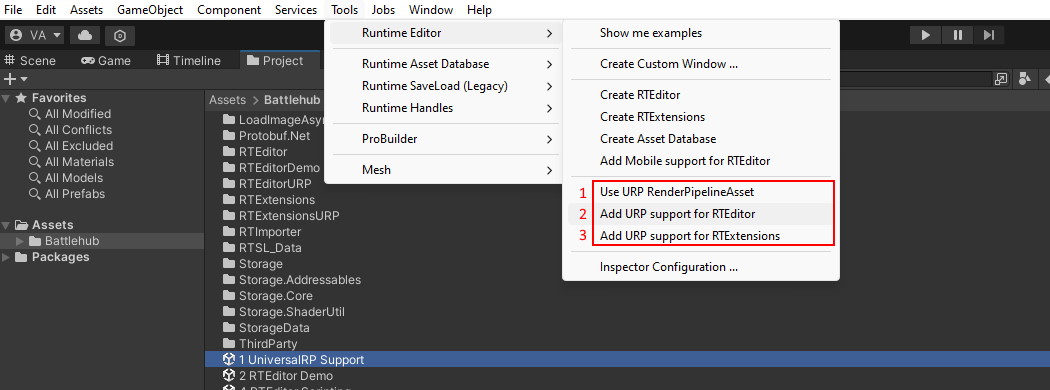 File Edit Assets GameObject Component Services Tools Jobs Window Help
VA
Scene Game Timeline Project
Favorites
All Modified
All Conflicts
All Excluded
All Materials
All Models
All Prefabs
Assets
Battlehub
Packages
Assets > Battlehub
LoadImageAsy
Protobuf.Net
RTEditor
RTEditorDemo
RTEditorURP
RTExtensions
RTExtensionsURP
RTImporter
RTSL_Data
Storage
Storage.Addressables
Storage.Core
Storage.ShaderUtil
StorageData
ThirdParty
1 UniversalRP Support
2 RTEditor Demo
Runtime Editor
Runtime Asset Database
Runtime SaveLoad (Legacy)
Runtime Handles
ProBuilder
Mesh
Show me examples
Create Custom Window ...
Create RTEditor
Create RTExtensions
Create Asset Database
Add Mobile support for RTEditor
1 Use URP RenderPipelineAsset
2 Add URP support for RTEditor
3 Add URP support for RTExtensions
Inspector Configuration ...